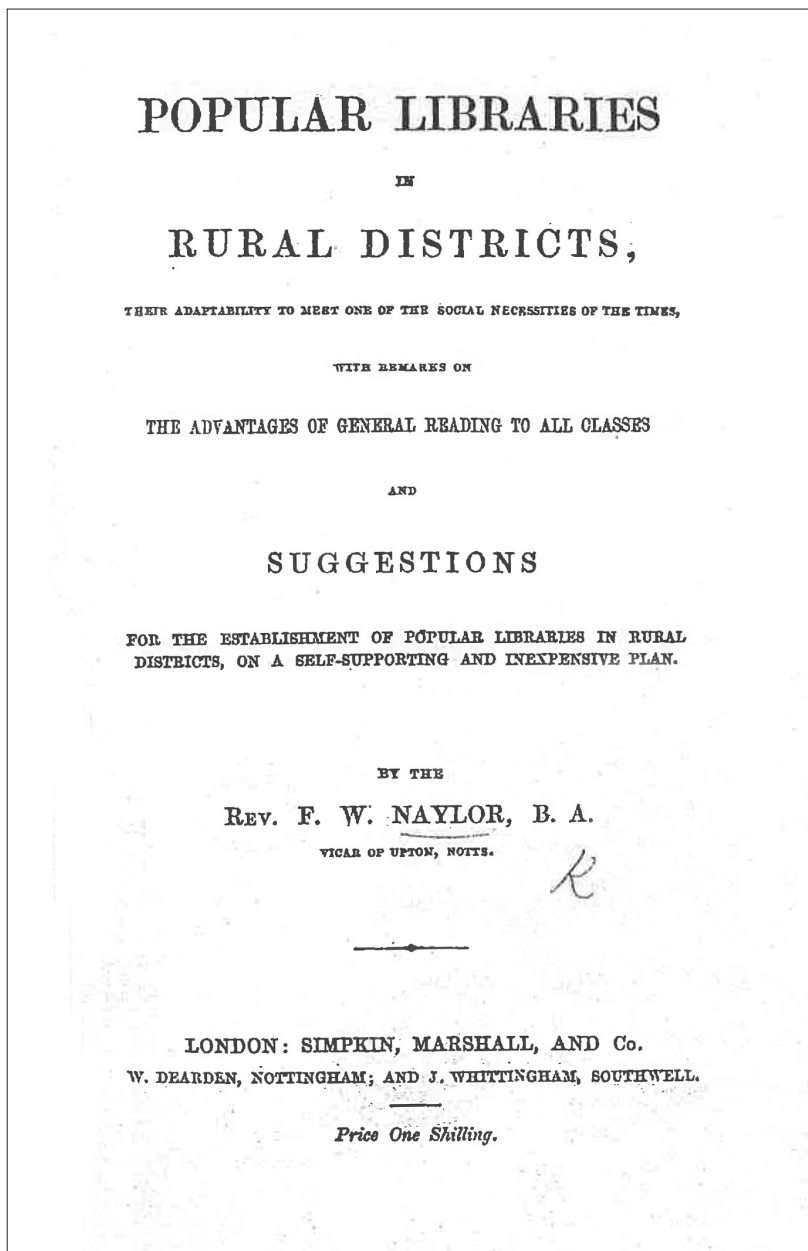 POPULAR LIBRARIES
IN
RURAL DISTRICTS,
THEIR ADAPTABILITY TO MEET ONE OF THE SOCIAL NECESSITIES OF THE TIMES,
WITH REMARKS ON
THE ADVANTAGES OF GENERAL READING TO ALL CLASSES
AND
SUGGESTIONS
FOR THE ESTABLISHMENT OF POPULAR LIBRARIES IN RURAL
DISTRICTS, ON A SELF-SUPPORTING AND INEXPENSIVE PLAN.
BY THE
REV. F. W. NAYLOR, B. A.
VICAR OF UPTON, NOTTS.
K
LONDON: SIMPKIN, MARSHALL, AND Co.
W. DEARDEN, NOTTINGHAM; AND J. WHITTINGHAM, SOUTHWELL.
Price One Shilling.